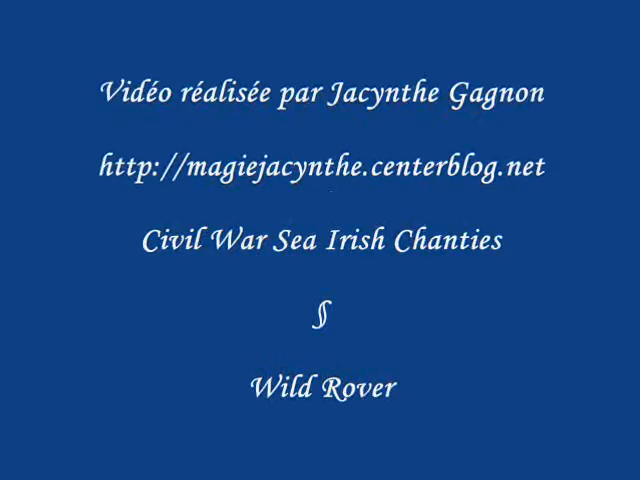 Vidéo réalisée par Jacynthe Gagnon
http://magiejacynthe.centerblog.net
Civil War Sea Irish Chanties
§
Wild Rover